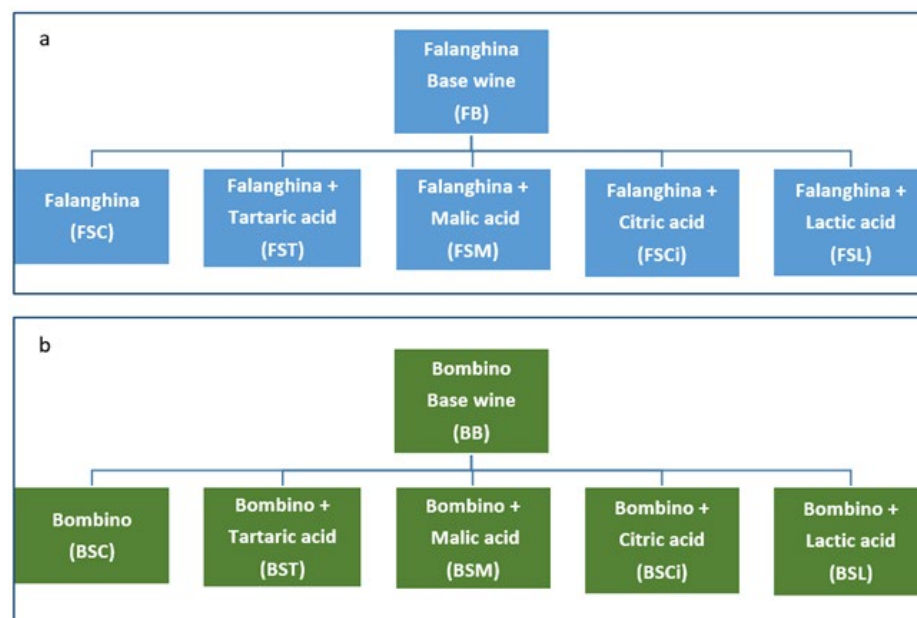 a
Falanghina
Base wine
(FB)
Falanghina
(FSC)
Falanghina +
Tartaric acid
(FST)
Falanghina +
Malic acid
(FSM)
Falanghina +
Citric acid
(FSCi)
Falanghina +
Lactic acid
(FSL)
b
Bombino
Base wine
(BB)
Bombino
(BSC)
Bombino +
Tartaric acid
(BST)
Bombino +
Malic acid
(BSM)
Bombino +
Citric acid
(BSCi)
Bombino +
Lactic acid
(BSL)